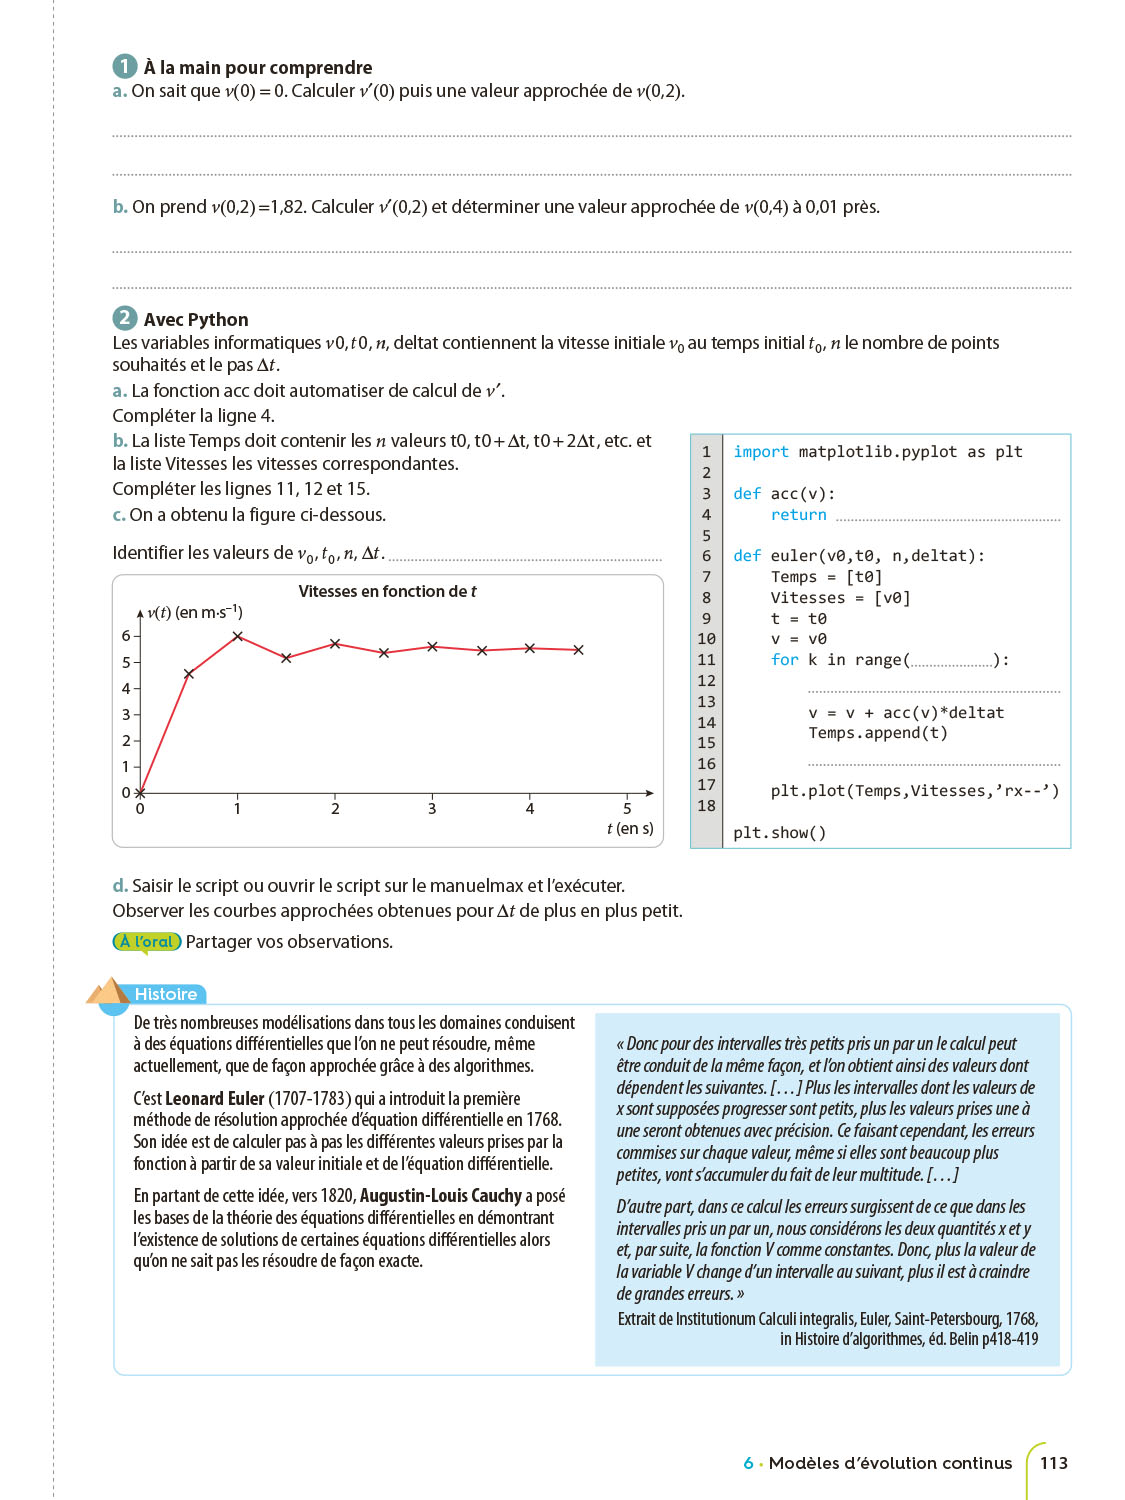 1 À la main pour comprendre
a. On sait que v(0) = 0. Calculer v′(0) puis une valeur approchée de v(0,2).
b. On prend v(0,2) =1,82. Calculer v′(0,2) et déterminer une valeur approchée de v(0,4) à 0,01 près.
2 Avec Python
Les variables informatiques v0, t0, n, deltat contiennent la vitesse initiale v₀ au temps initial t₀, n le nombre de points
souhaités et le pas Δt.
a. La fonction acc doit automatiser de calcul de v′.
Compléter la ligne 4.
b. La liste Temps doit contenir les n valeurs t0, t0 + Δt, t0 + 2Δt, etc. et
la liste Vitesses les vitesses correspondantes.
Compléter les lignes 11, 12 et 15.
c. On a obtenu la figure ci-dessous.
Identifier les valeurs de v₀, t₀, n, Δt.
Vitesses en fonction de t
v(t) (en m·s⁻¹)
6
5
4
3
2
1
0
0 1 2 3 4 5
t (en s)
1 import matplotlib.pyplot as plt
2
3 def acc(v):
4 return
5
6 def euler(v0,t0, n,deltat):
7 Temps = [t0]
8 Vitesses = [v0]
9 t = t0
10 v = v0
11 for k in range( ):
12
13 v = v + acc(v)*deltat
14 Temps.append(t)
15
16
17 plt.plot(Temps,Vitesses,’rx--’)
18
plt.show()
d. Saisir le script ou ouvrir le script sur le manuelmax et l’exécuter.
Observer les courbes approchées obtenues pour Δt de plus en plus petit.
À l’oral Partager vos observations.
Histoire
De très nombreuses modélisations dans tous les domaines conduisent
à des équations différentielles que l’on ne peut résoudre, même
actuellement, que de façon approchée grâce à des algorithmes.
C’est Leonard Euler (1707-1783) qui a introduit la première
méthode de résolution approchée d’équation différentielle en 1768.
Son idée est de calculer pas à pas les différentes valeurs prises par la
fonction à partir de sa valeur initiale et de l’équation différentielle.
En partant de cette idée, vers 1820, Augustin-Louis Cauchy a posé
les bases de la théorie des équations différentielles en démontrant
l’existence de solutions de certaines équations différentielles alors
qu’on ne sait pas les résoudre de façon exacte.
« Donc pour des intervalles très petits pris un par un le calcul peut
être conduit de la même façon, et l’on obtient ainsi des valeurs dont
dépendent les suivantes. [...] Plus les intervalles dont les valeurs de
x sont supposées progresser sont petits, plus les valeurs prises une à
une seront obtenues avec précision. Ce faisant cependant, les erreurs
commises sur chaque valeur, même si elles sont beaucoup plus
petites, vont s’accumuler du fait de leur multitude. [...]
D’autre part, dans ce calcul les erreurs surgissent de ce que dans les
intervalles pris un par un, nous considérons les deux quantités x et y
et, par suite, la fonction V comme constantes. Donc, plus la valeur de
la variable V change d’un intervalle au suivant, plus il est à craindre
de grandes erreurs. »
Extrait de Institutionum Calculi integralis, Euler, Saint-Petersbourg, 1768,
in Histoire d’algorithmes, éd. Belin p418-419
6 · Modèles d’évolution continus 113